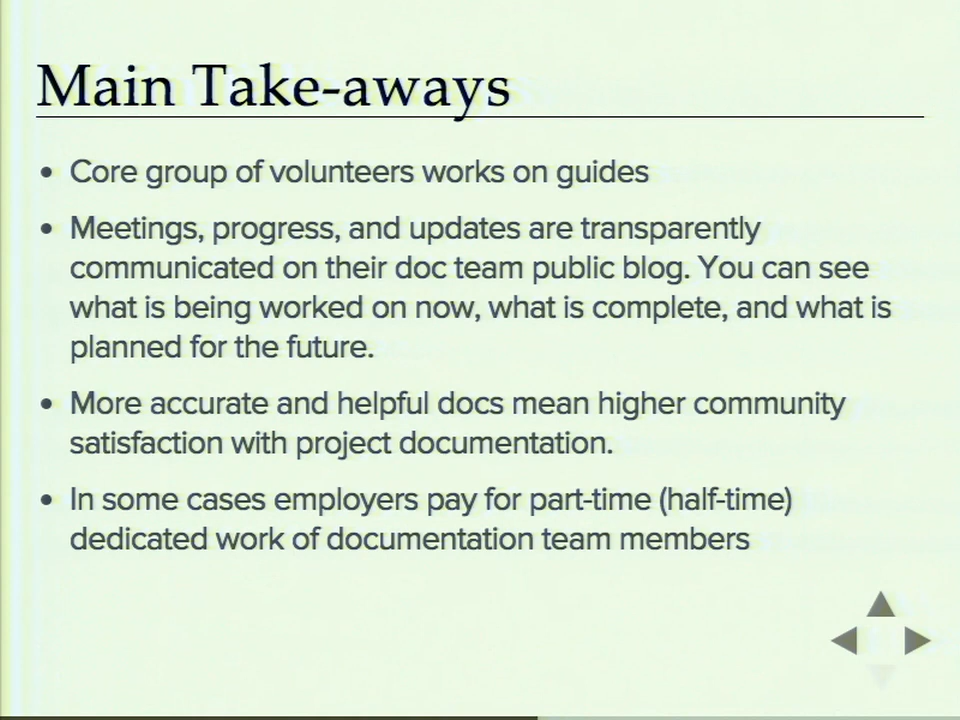 Main Take-aways
• Core group of volunteers works on guides
• Meetings, progress, and updates are transparently
communicated on their doc team public blog. You can see
what is being worked on now, what is complete, and what is
planned for the future.
• More accurate and helpful docs mean higher community
satisfaction with project documentation.
• In some cases employers pay for part-time (half-time)
dedicated work of documentation team members